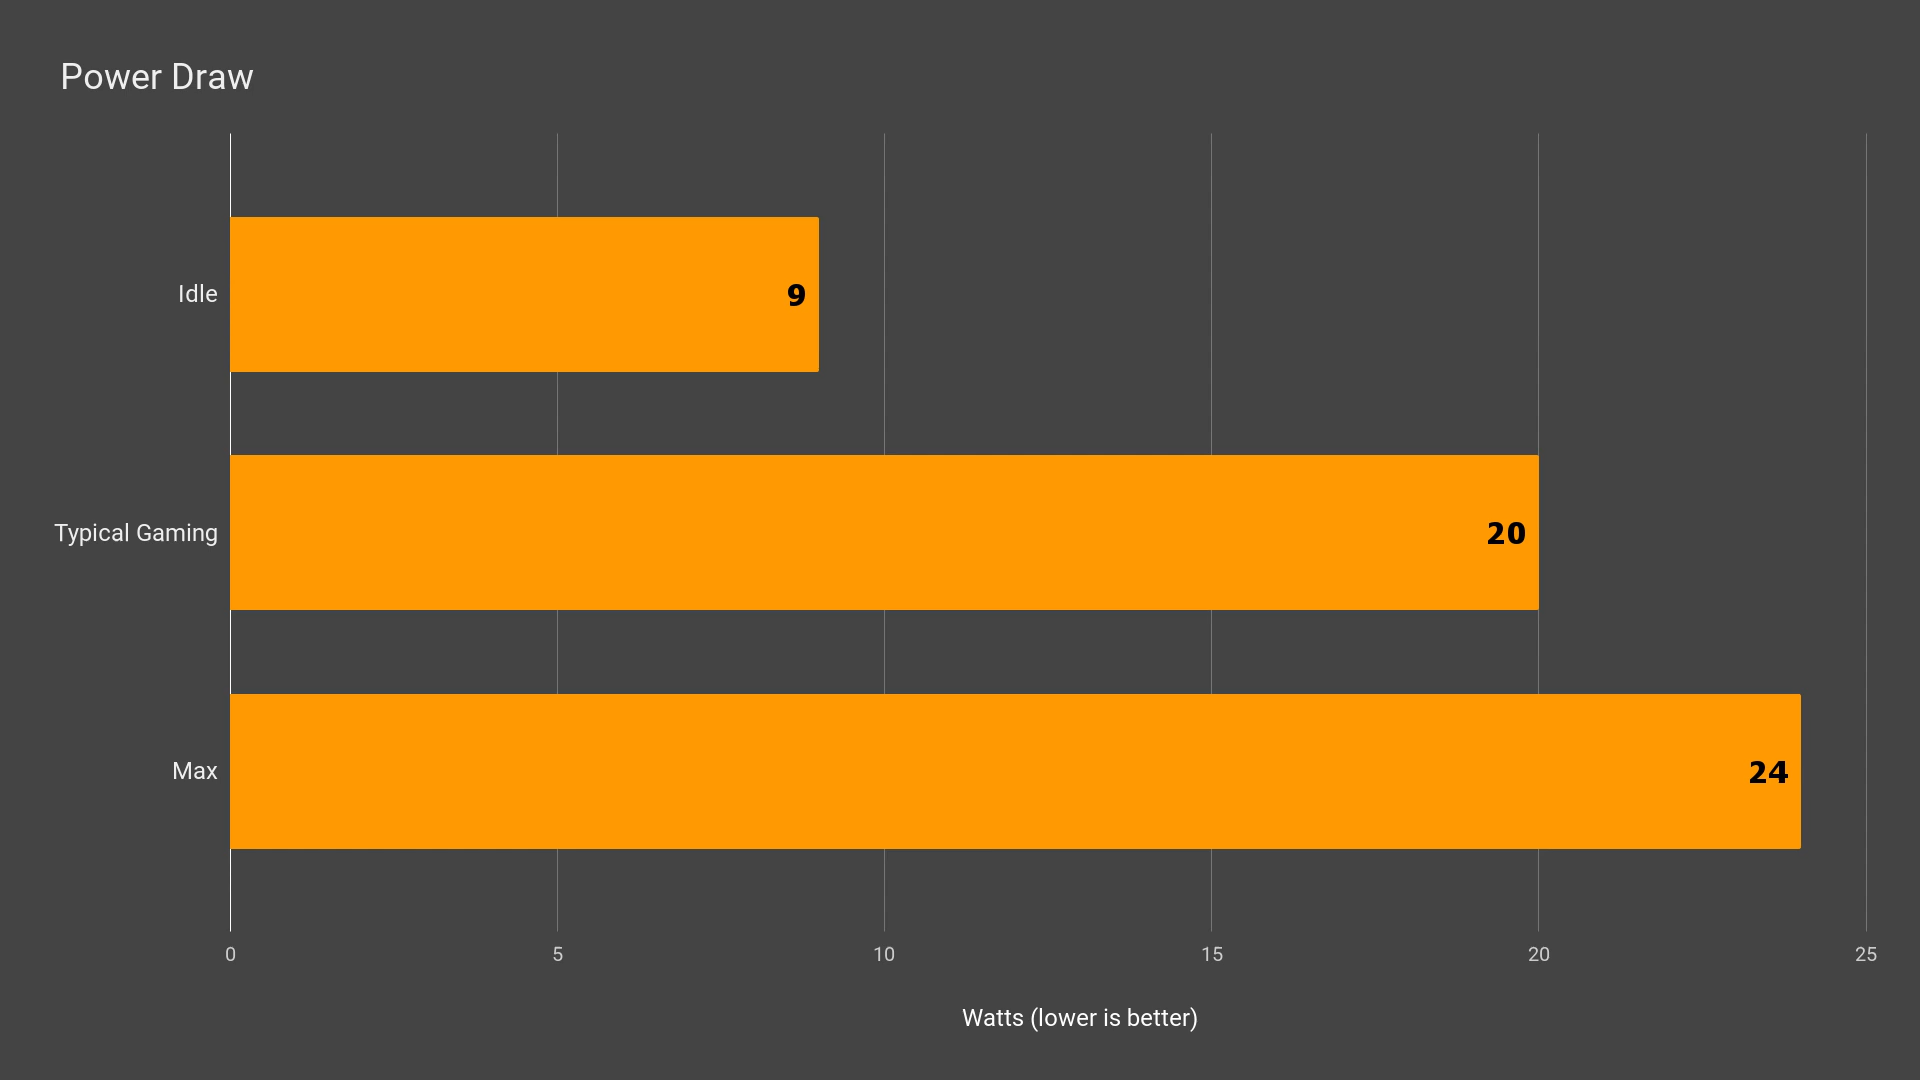 Power Draw
Idle
9
Typical Gaming
20
Max
24
0 5 10 15 20 25
Watts (lower is better)